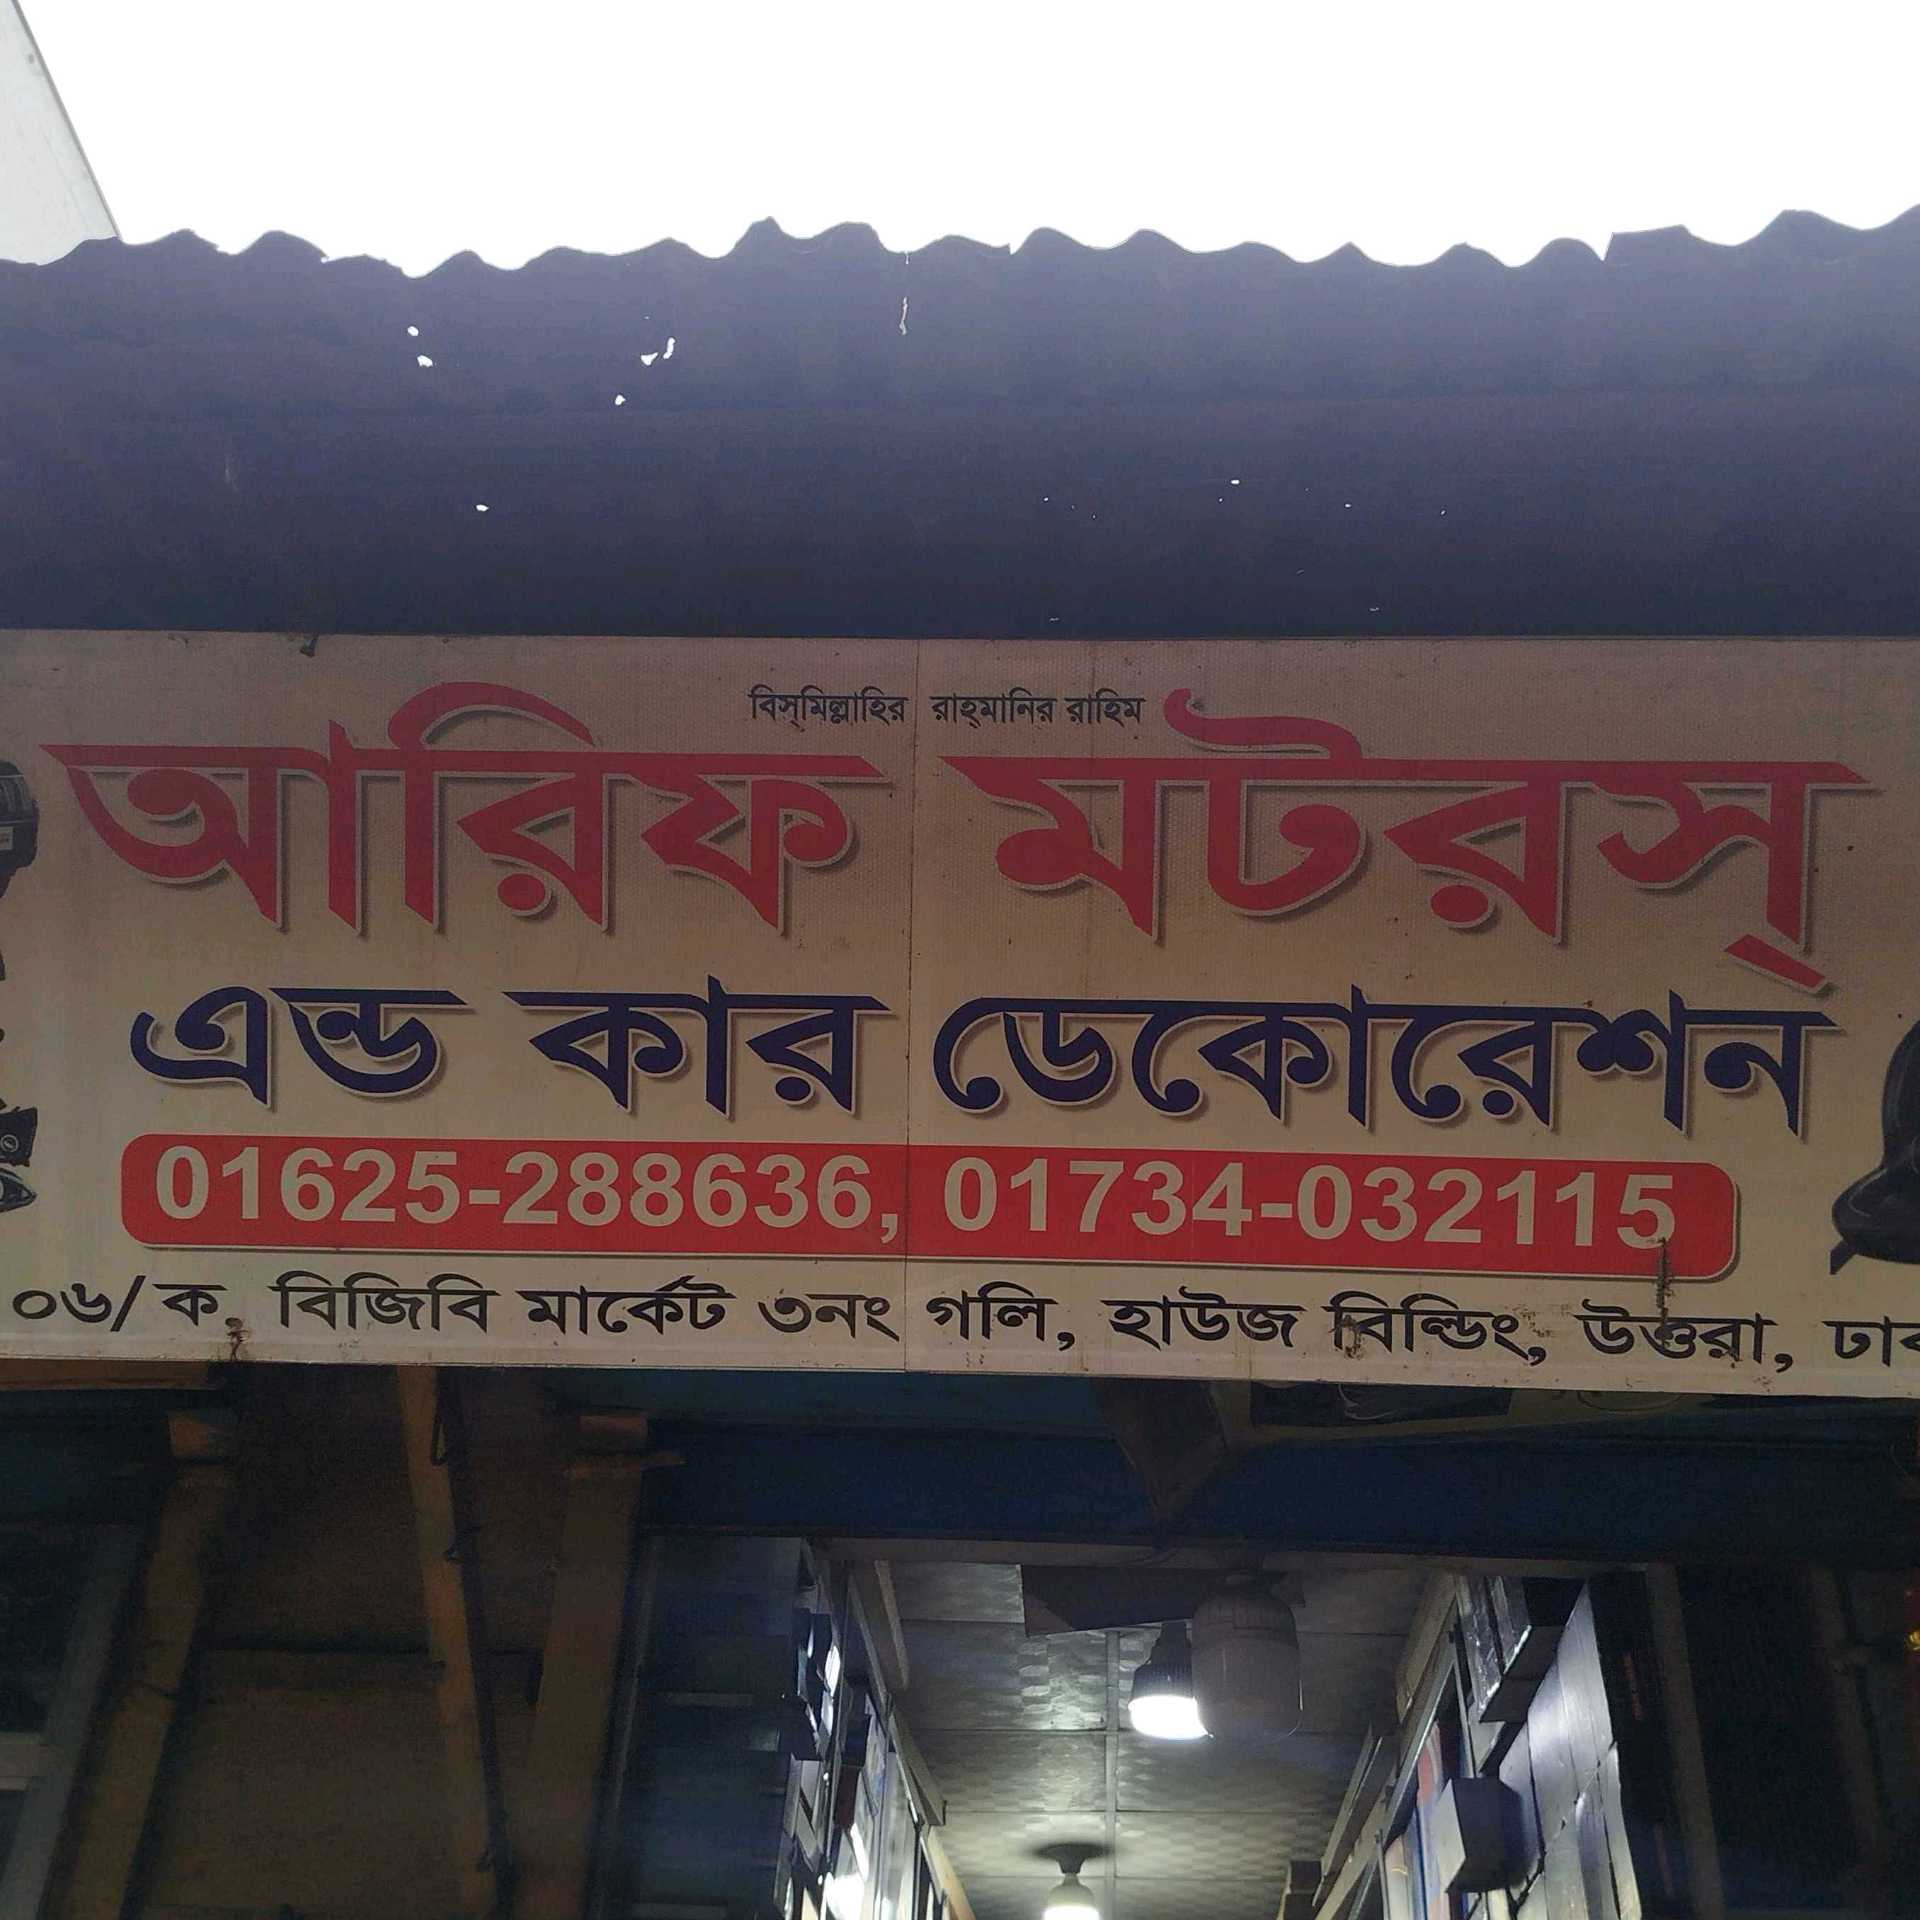 বিস্‌মিল্লাহির রাহ্‌মানির রাহিম
আরিফ মটরস্
এন্ড কার ডেকোরেশন
01625-288636, 01734-032115
০৬/ক, বিজিবি মার্কেট ৩নং গলি, হাউজ বিল্ডিং, উত্তরা,